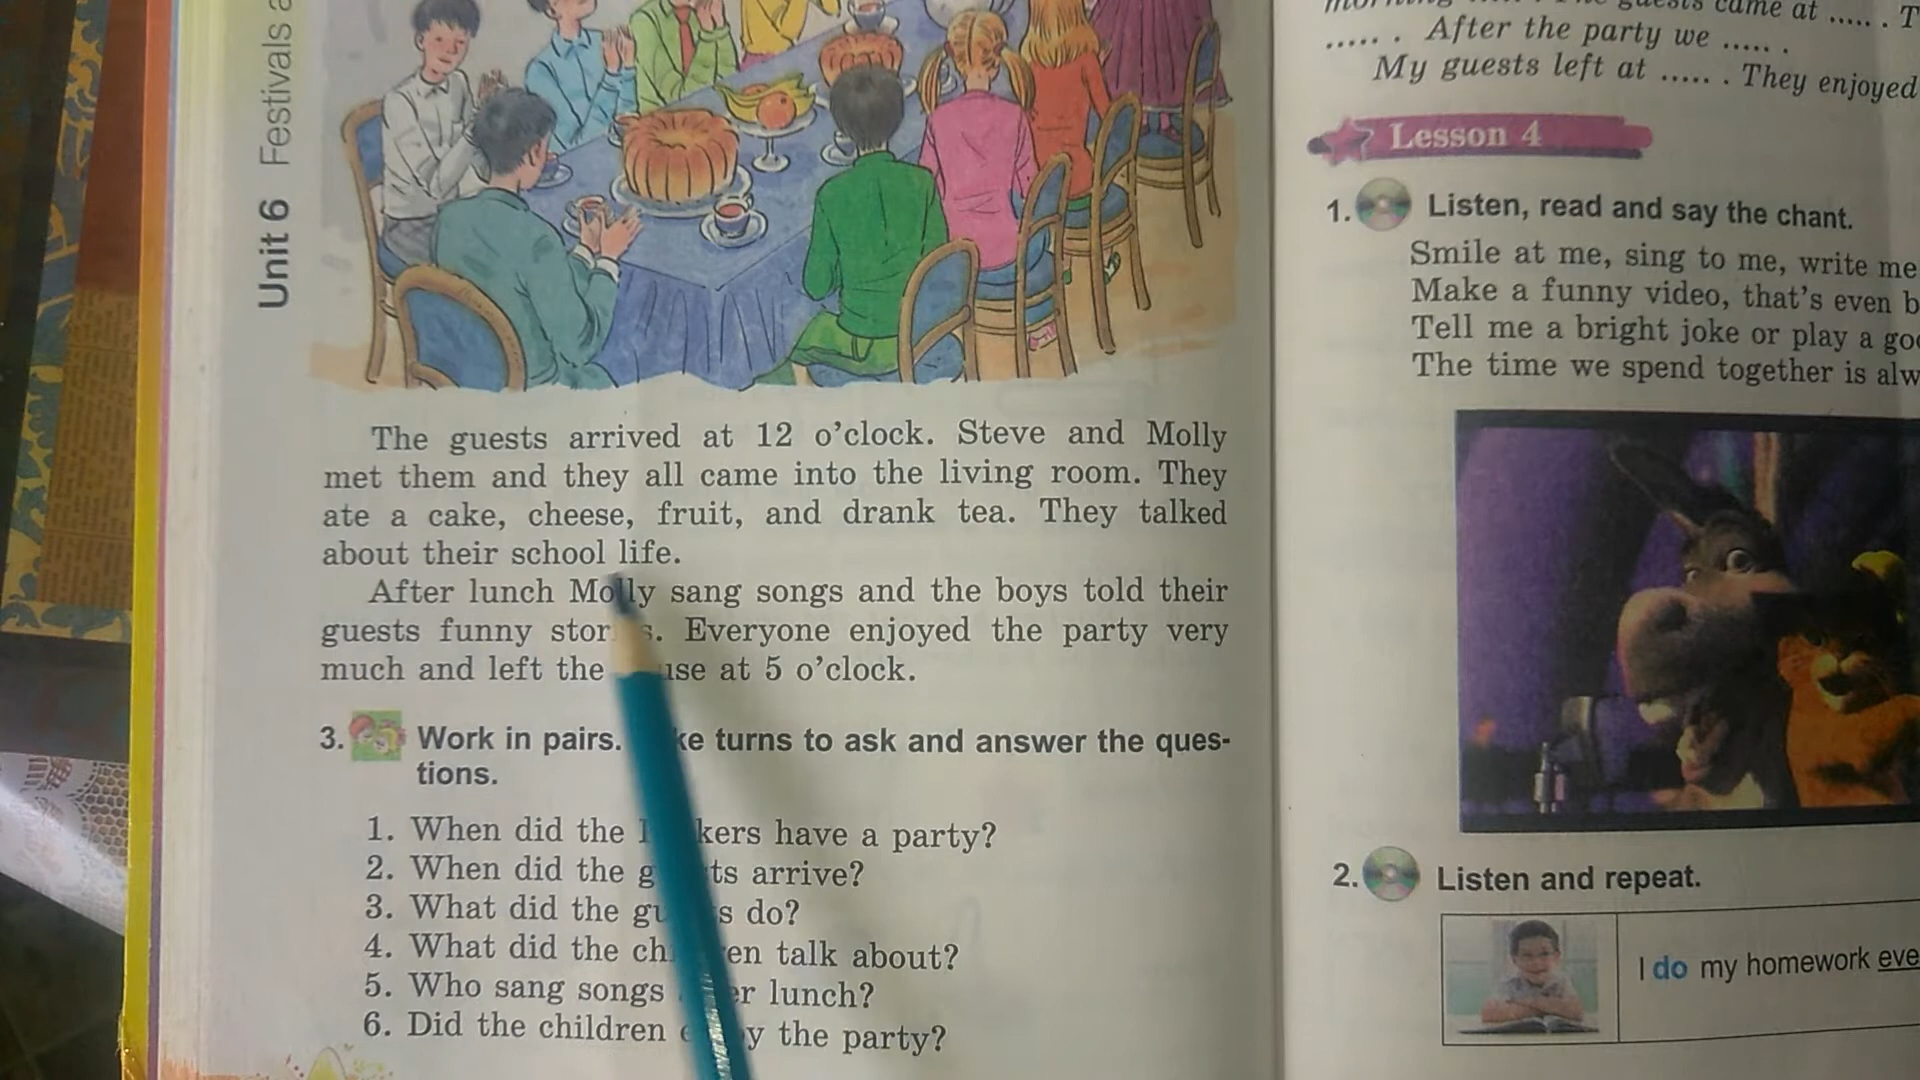 Unit 6 Festivals a
The guests arrived at 12 o'clock. Steve and Molly
met them and they all came into the living room. They
ate a cake, cheese, fruit, and drank tea. They talked
about their school life.
After lunch Molly sang songs and the boys told their
guests funny
much and left the at 5 o'clock.
guests funny . Everyone enjoyed the party very
3. Work in pairs. turns to ask and answer the ques-
tions.
1. When did the have a party?
2. When did the arrive?
3. What did the do?
4. What did the talk about?
5. Who sang songs lunch?
6. Did the children the party?
came at ..... . T
..... . After the party we ..... .
My guests left at ..... . They enjoyed
Lesson 4
1. Listen, read and say the chant.
Smile at me, sing to me, write me
Make a funny video, that's even b
Tell me a bright joke or play a
The time we spend together is
2. Listen and repeat.
I do my homework